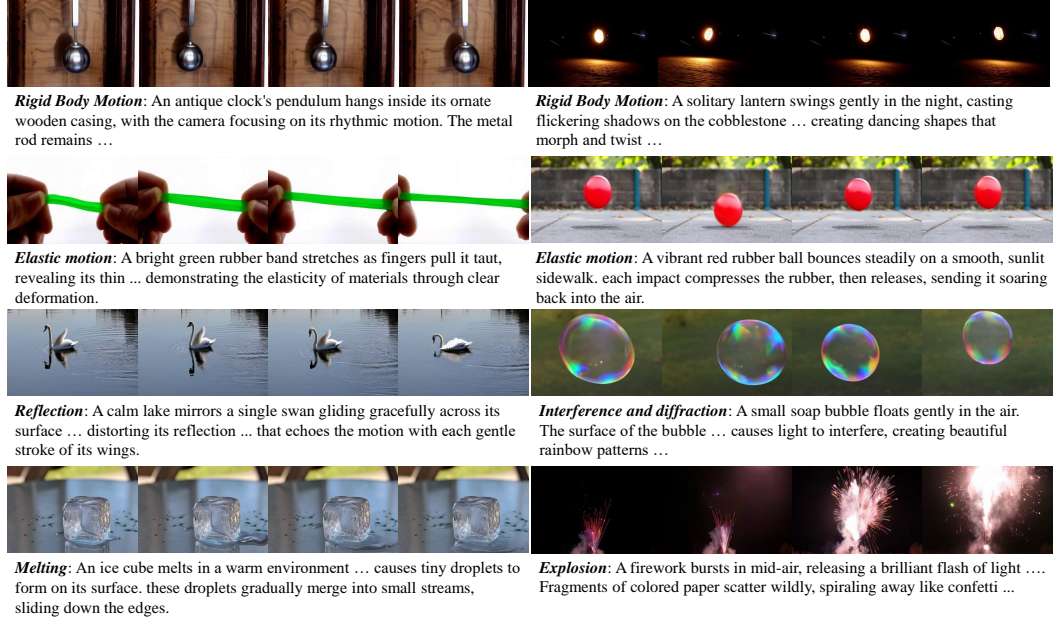 Rigid Body Motion: An antique clock's pendulum hangs inside its ornate
wooden casing, with the camera focusing on its rhythmic motion. The metal
rod remains …
Rigid Body Motion: A solitary lantern swings gently in the night, casting
flickering shadows on the cobblestone … creating dancing shapes that
morph and twist …
Elastic motion: A bright green rubber band stretches as fingers pull it taut,
revealing its thin ... demonstrating the elasticity of materials through clear
deformation.
Elastic motion: A vibrant red rubber ball bounces steadily on a smooth, sunlit
sidewalk. each impact compresses the rubber, then releases, sending it soaring
back into the air.
Reflection: A calm lake mirrors a single swan gliding gracefully across its
surface … distorting its reflection ... that echoes the motion with each gentle
stroke of its wings.
Interference and diffraction: A small soap bubble floats gently in the air.
The surface of the bubble … causes light to interfere, creating beautiful
rainbow patterns …
Melting: An ice cube melts in a warm environment … causes tiny droplets to
form on its surface. these droplets gradually merge into small streams,
sliding down the edges.
Explosion: A firework bursts in mid-air, releasing a brilliant flash of light ….
Fragments of colored paper scatter wildly, spiraling away like confetti ...